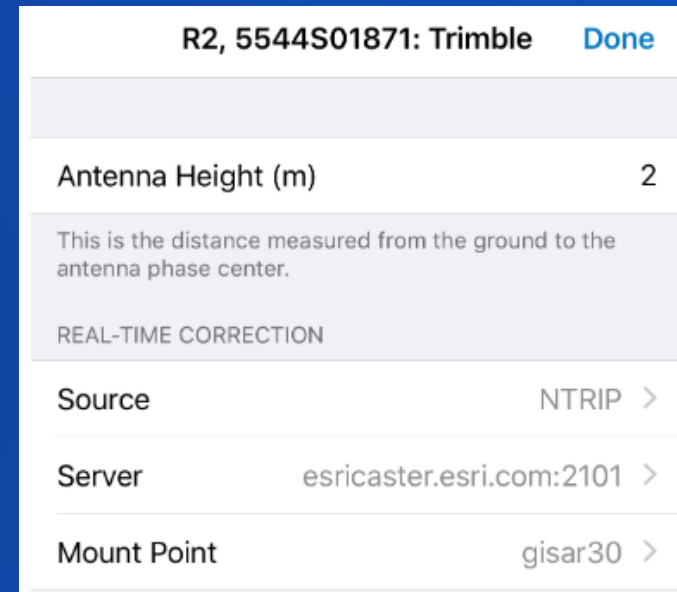 R2, 5544S01871: Trimble Done
Antenna Height (m) 2
This is the distance measured from the ground to the
antenna phase center.
REAL-TIME CORRECTION
Source NTRIP
Server esricaster.esri.com:2101
Mount Point gisar30